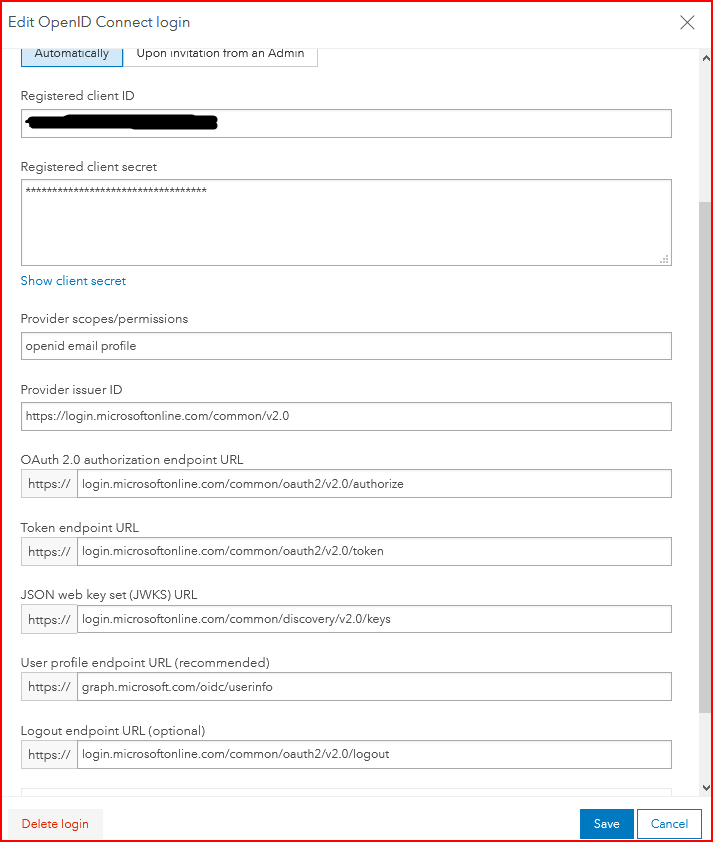 Edit OpenID Connect login
Automatically
Upon invitation from an Admin
Registered client ID
Registered client secret
***********************************
Show client secret
Provider scopes/permissions
openid email profile
Provider issuer ID
https://login.microsoftonline.com/common/v2.0
OAuth 2.0 authorization endpoint URL
https:// login.microsoftonline.com/common/oauth2/v2.0/authorize
Token endpoint URL
https:// login.microsoftonline.com/common/oauth2/v2.0/token
JSON web key set (JWKS) URL
https:// login.microsoftonline.com/common/discovery/v2.0/keys
User profile endpoint URL (recommended)
https:// graph.microsoft.com/oidc/userinfo
Logout endpoint URL (optional)
https:// login.microsoftonline.com/common/oauth2/v2.0/logout
Delete login
Save
Cancel